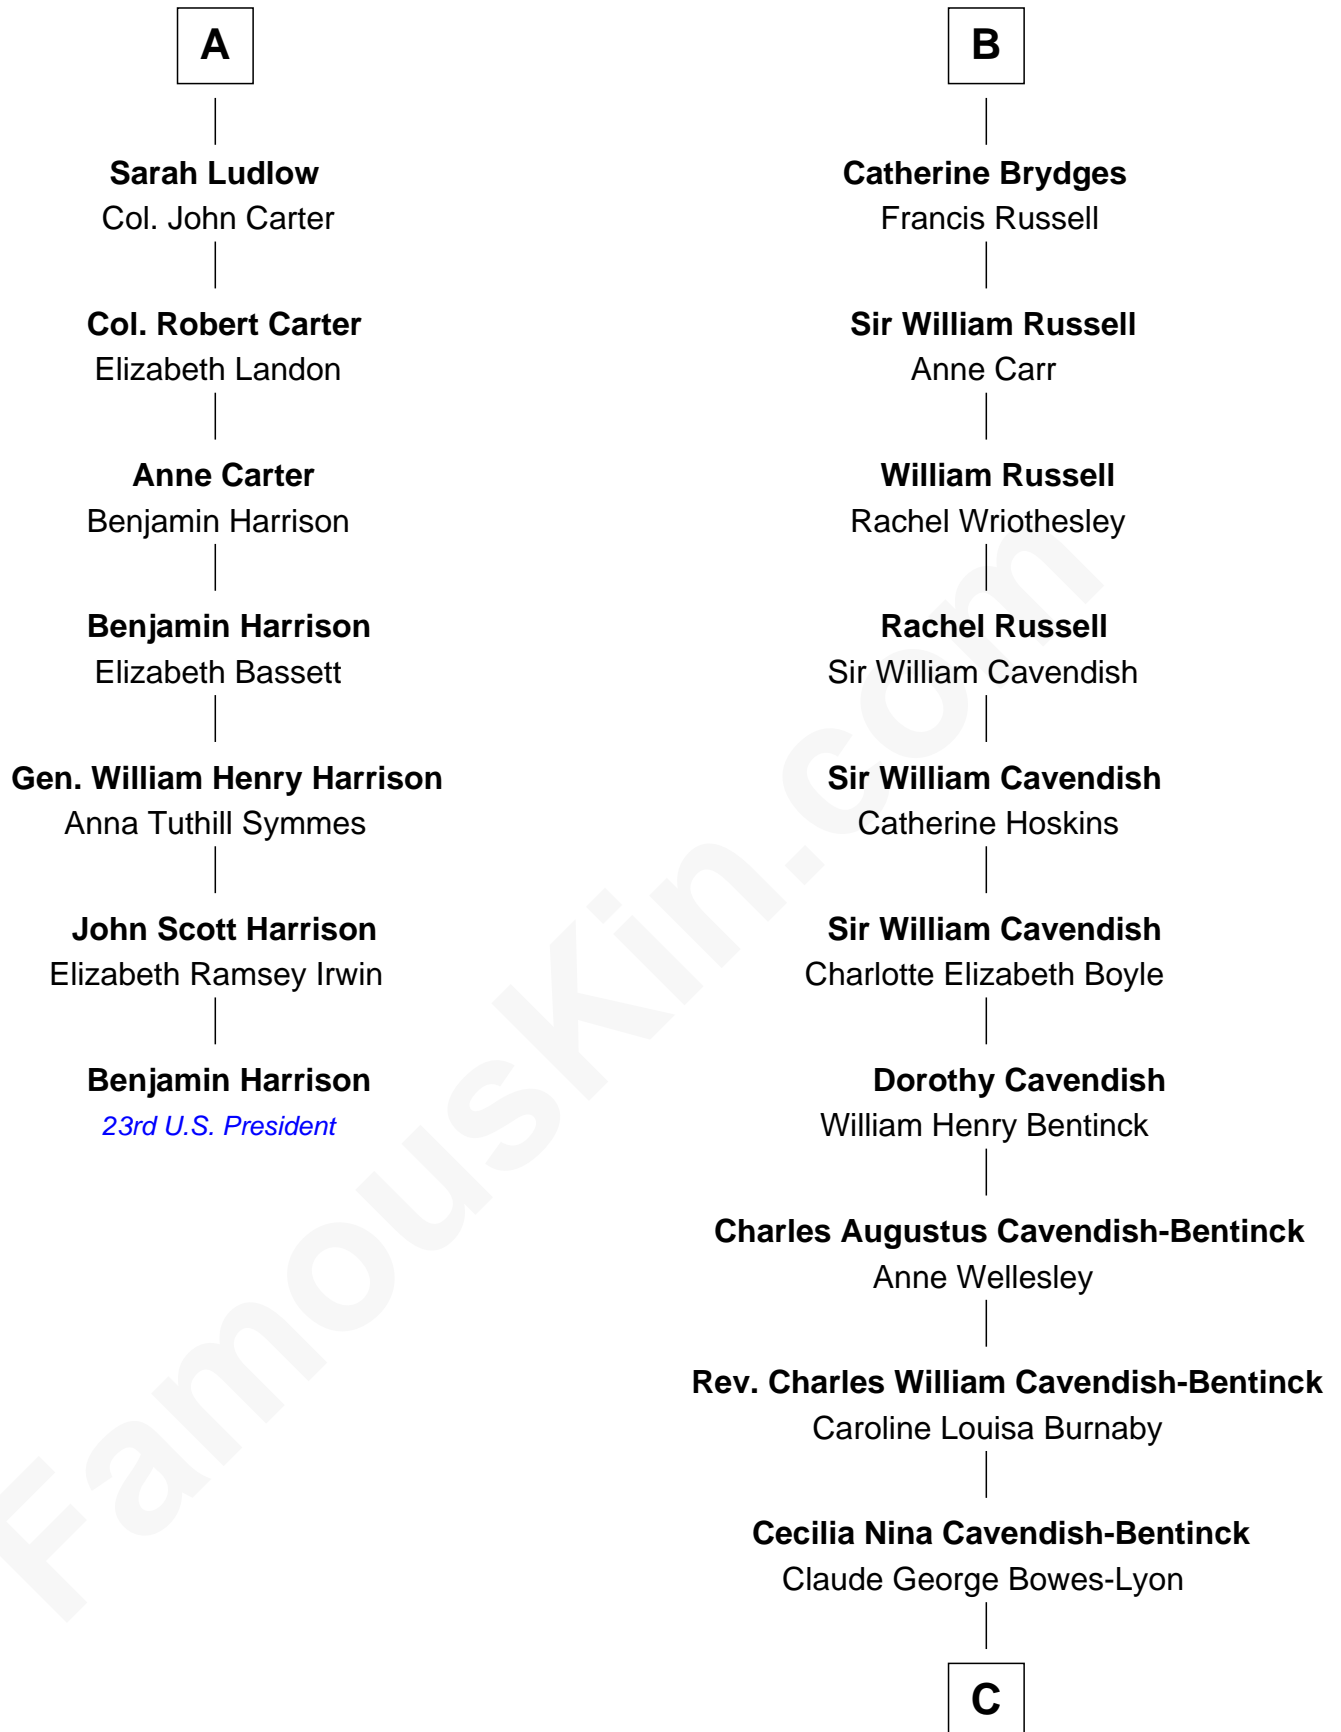 A
Sarah Ludlow
Col. John Carter
Col. Robert Carter
Elizabeth Landon
Anne Carter
Benjamin Harrison
Benjamin Harrison
Elizabeth Bassett
Gen. William Henry Harrison
Anna Tuthill Symmes
John Scott Harrison
Elizabeth Ramsey Irwin
Benjamin Harrison
23rd U.S. President
B
Catherine Brydges
Francis Russell
Sir William Russell
Anne Carr
William Russell
Rachel Wriothesley
Rachel Russell
Sir William Cavendish
Sir William Cavendish
Catherine Hoskins
Sir William Cavendish
Charlotte Elizabeth Boyle
Dorothy Cavendish
William Henry Bentinck
Charles Augustus Cavendish-Bentinck
Anne Wellesley
Rev. Charles William Cavendish-Bentinck
Caroline Louisa Burnaby
Cecilia Nina Cavendish-Bentinck
Claude George Bowes-Lyon
C
FamousKin.com